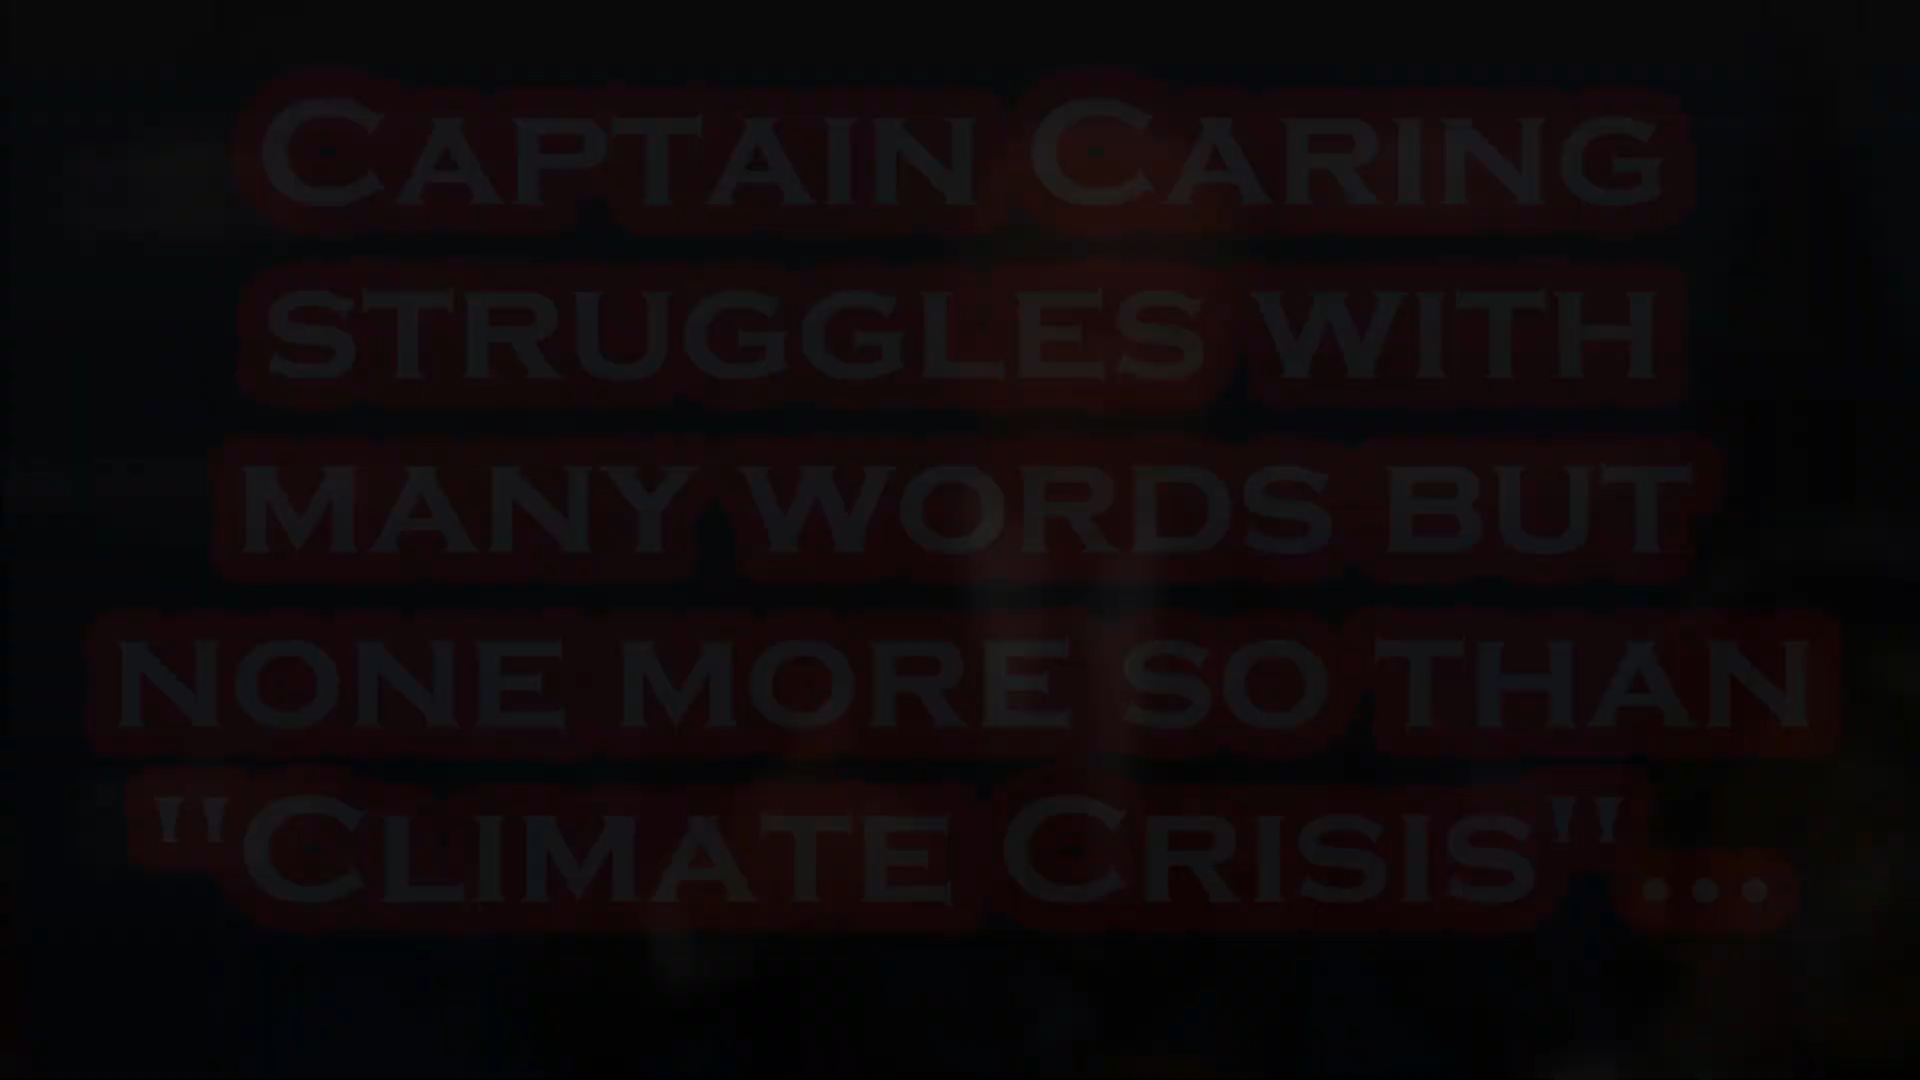 Captain Caring
struggles with
many words but
none more so than
"Climate Crisis"...